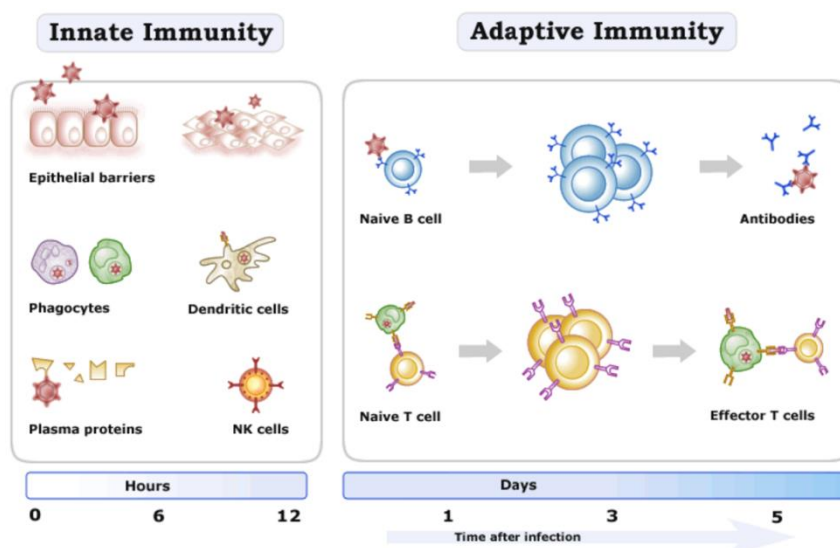 Innate Immunity
Adaptive Immunity
Epithelial barriers
Phagocytes
Dendritic cells
Plasma proteins
NK cells
Naive B cell
Antibodies
Naive T cell
Effector T cells
Hours
0 6 12
Days
1 3 5
Time after infection